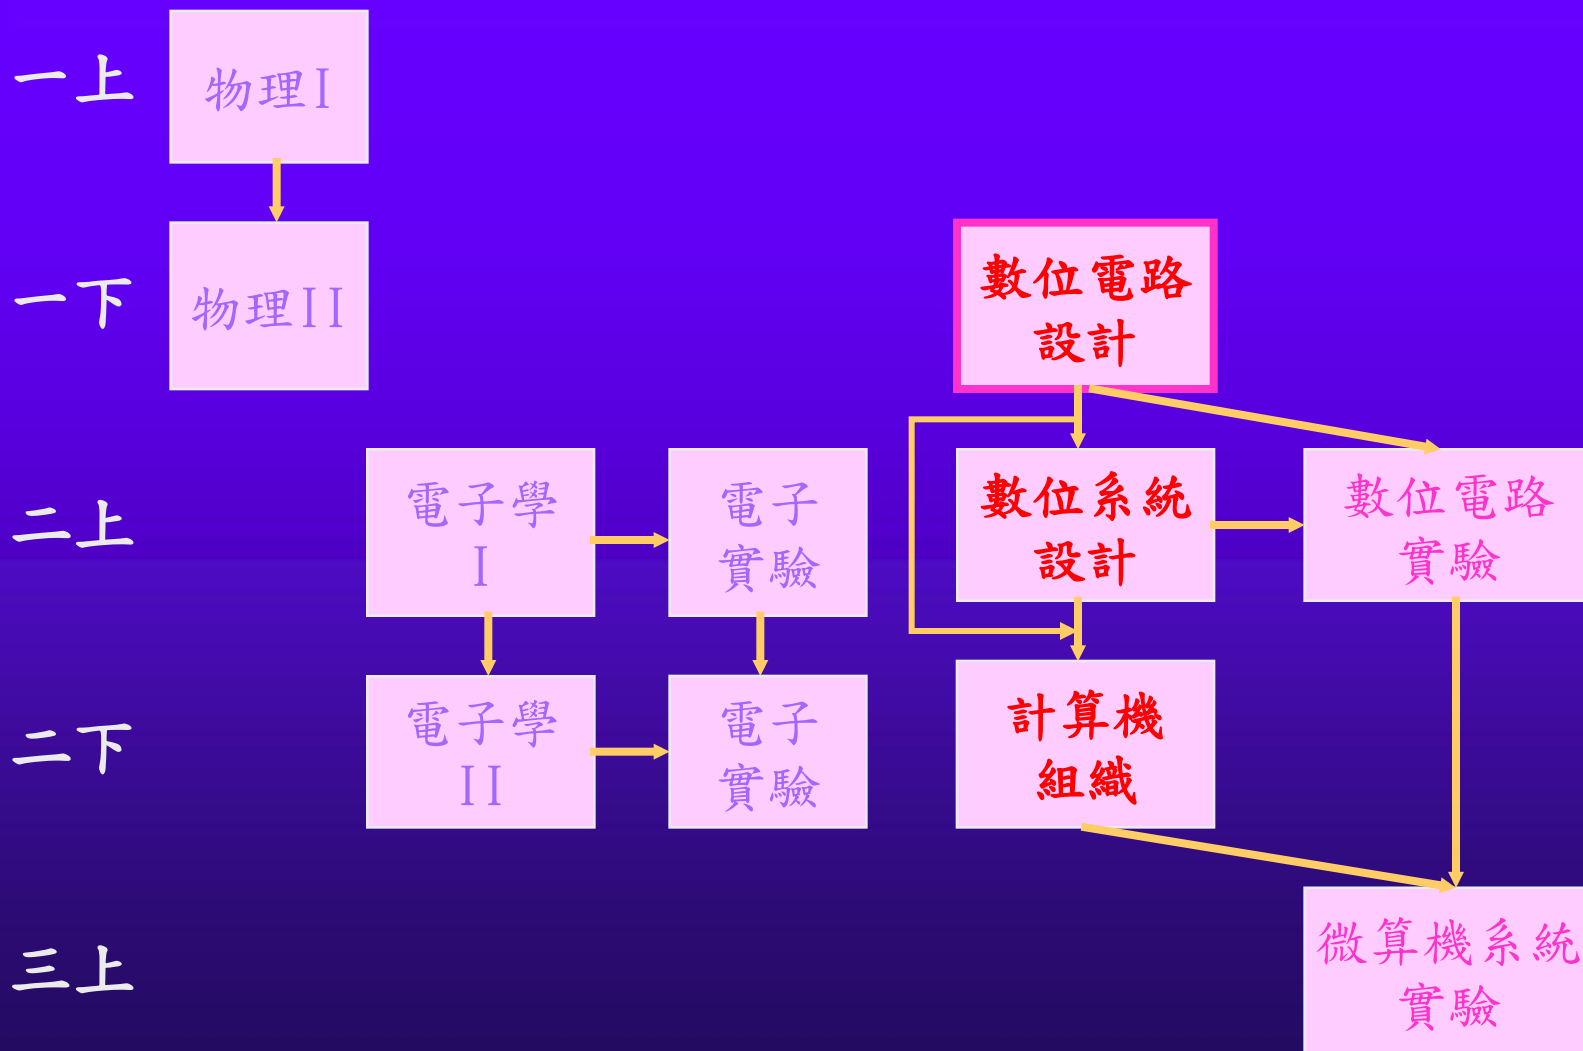 一上
物理I
一下
物理II
數位電路
設計
二上
電子學
I
電子
實驗
數位系統
設計
數位電路
實驗
二下
電子學
II
電子
實驗
計算機
組織
三上
微算機系統
實驗